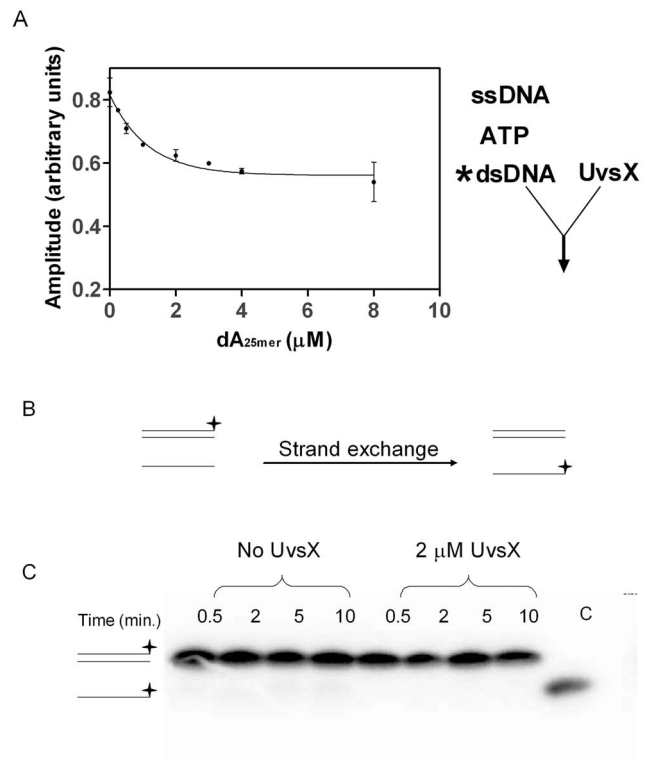 A
Amplitude (arbitrary units)
0.8
0.6
0.4
0.2
0 2 4 6 8 10
dA25mer (μM)
ssDNA
ATP
*dsDNA UvsX
B
Strand exchange
C
No UvsX 2 μM UvsX
Time (min.) 0.5 2 5 10 0.5 2 5 10 C